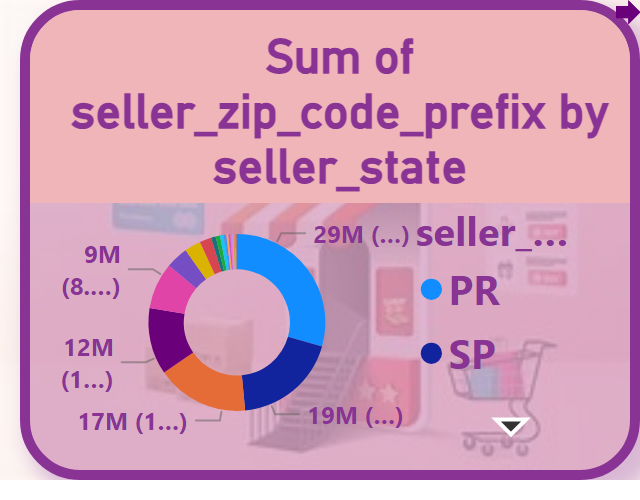 Sum of
seller_zip_code_prefix by
seller_state
29M (...)
seller_...
9M
(8....)
PR
12M
(1...)
SP
17M (1...)
19M (...)